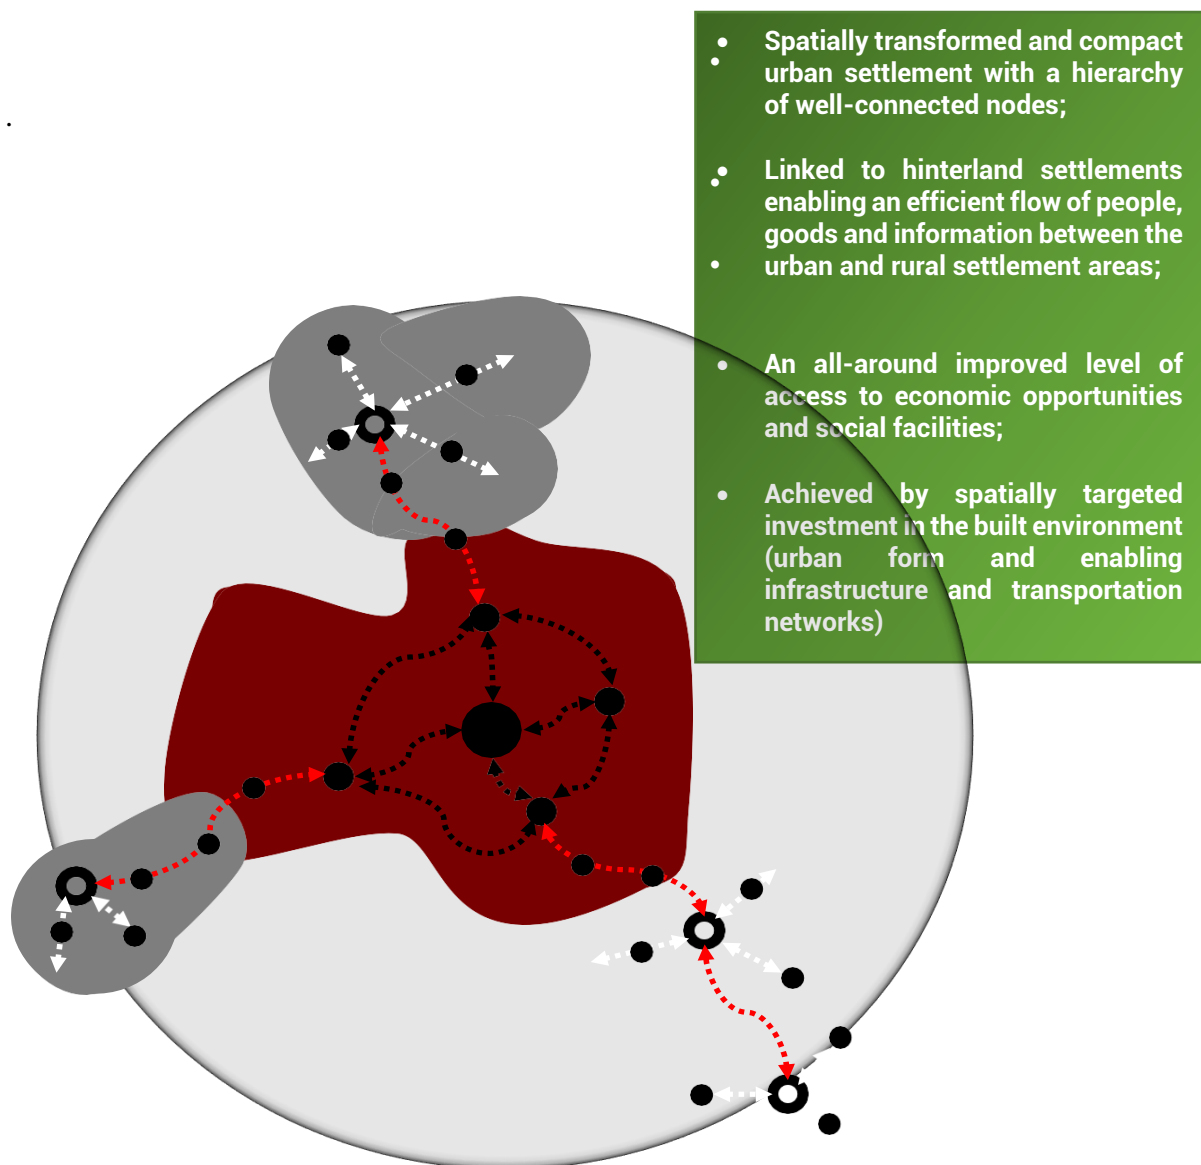 • Spatially transformed and compact
urban settlement with a hierarchy
of well-connected nodes;
• Linked to hinterland settlements
enabling an efficient flow of people,
goods and information between the
urban and rural settlement areas;
• An all-around improved level of
access to economic opportunities
and social facilities;
• Achieved by spatially targeted
investment in the built environment
(urban form and enabling
infrastructure and transportation
networks)
.